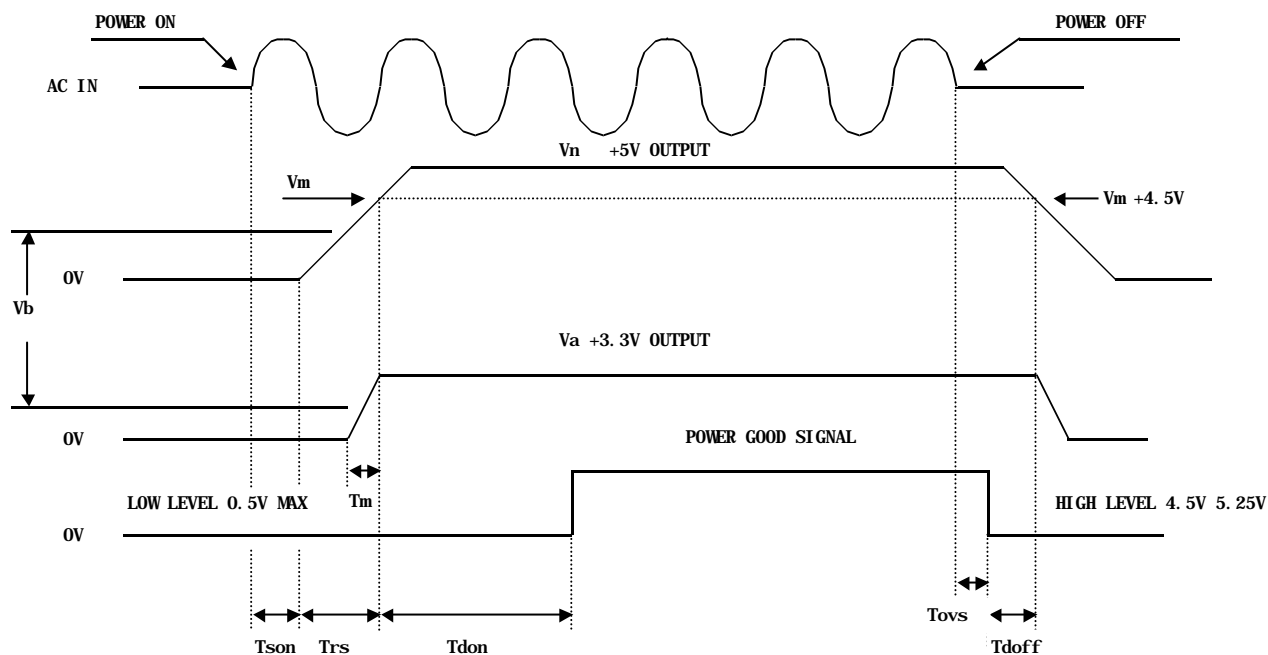 POWER ON
POWER OFF
AC IN
Vn +5V OUTPUT
Vm
Vm +4.5V
0V
Vb
Va +3.3V OUTPUT
0V
POWER GOOD SIGNAL
Tm
LOW LEVEL 0.5V MAX
HIGH LEVEL 4.5V 5.25V
0V
Tovs
Tson
Trs
Tdon
Tdoff